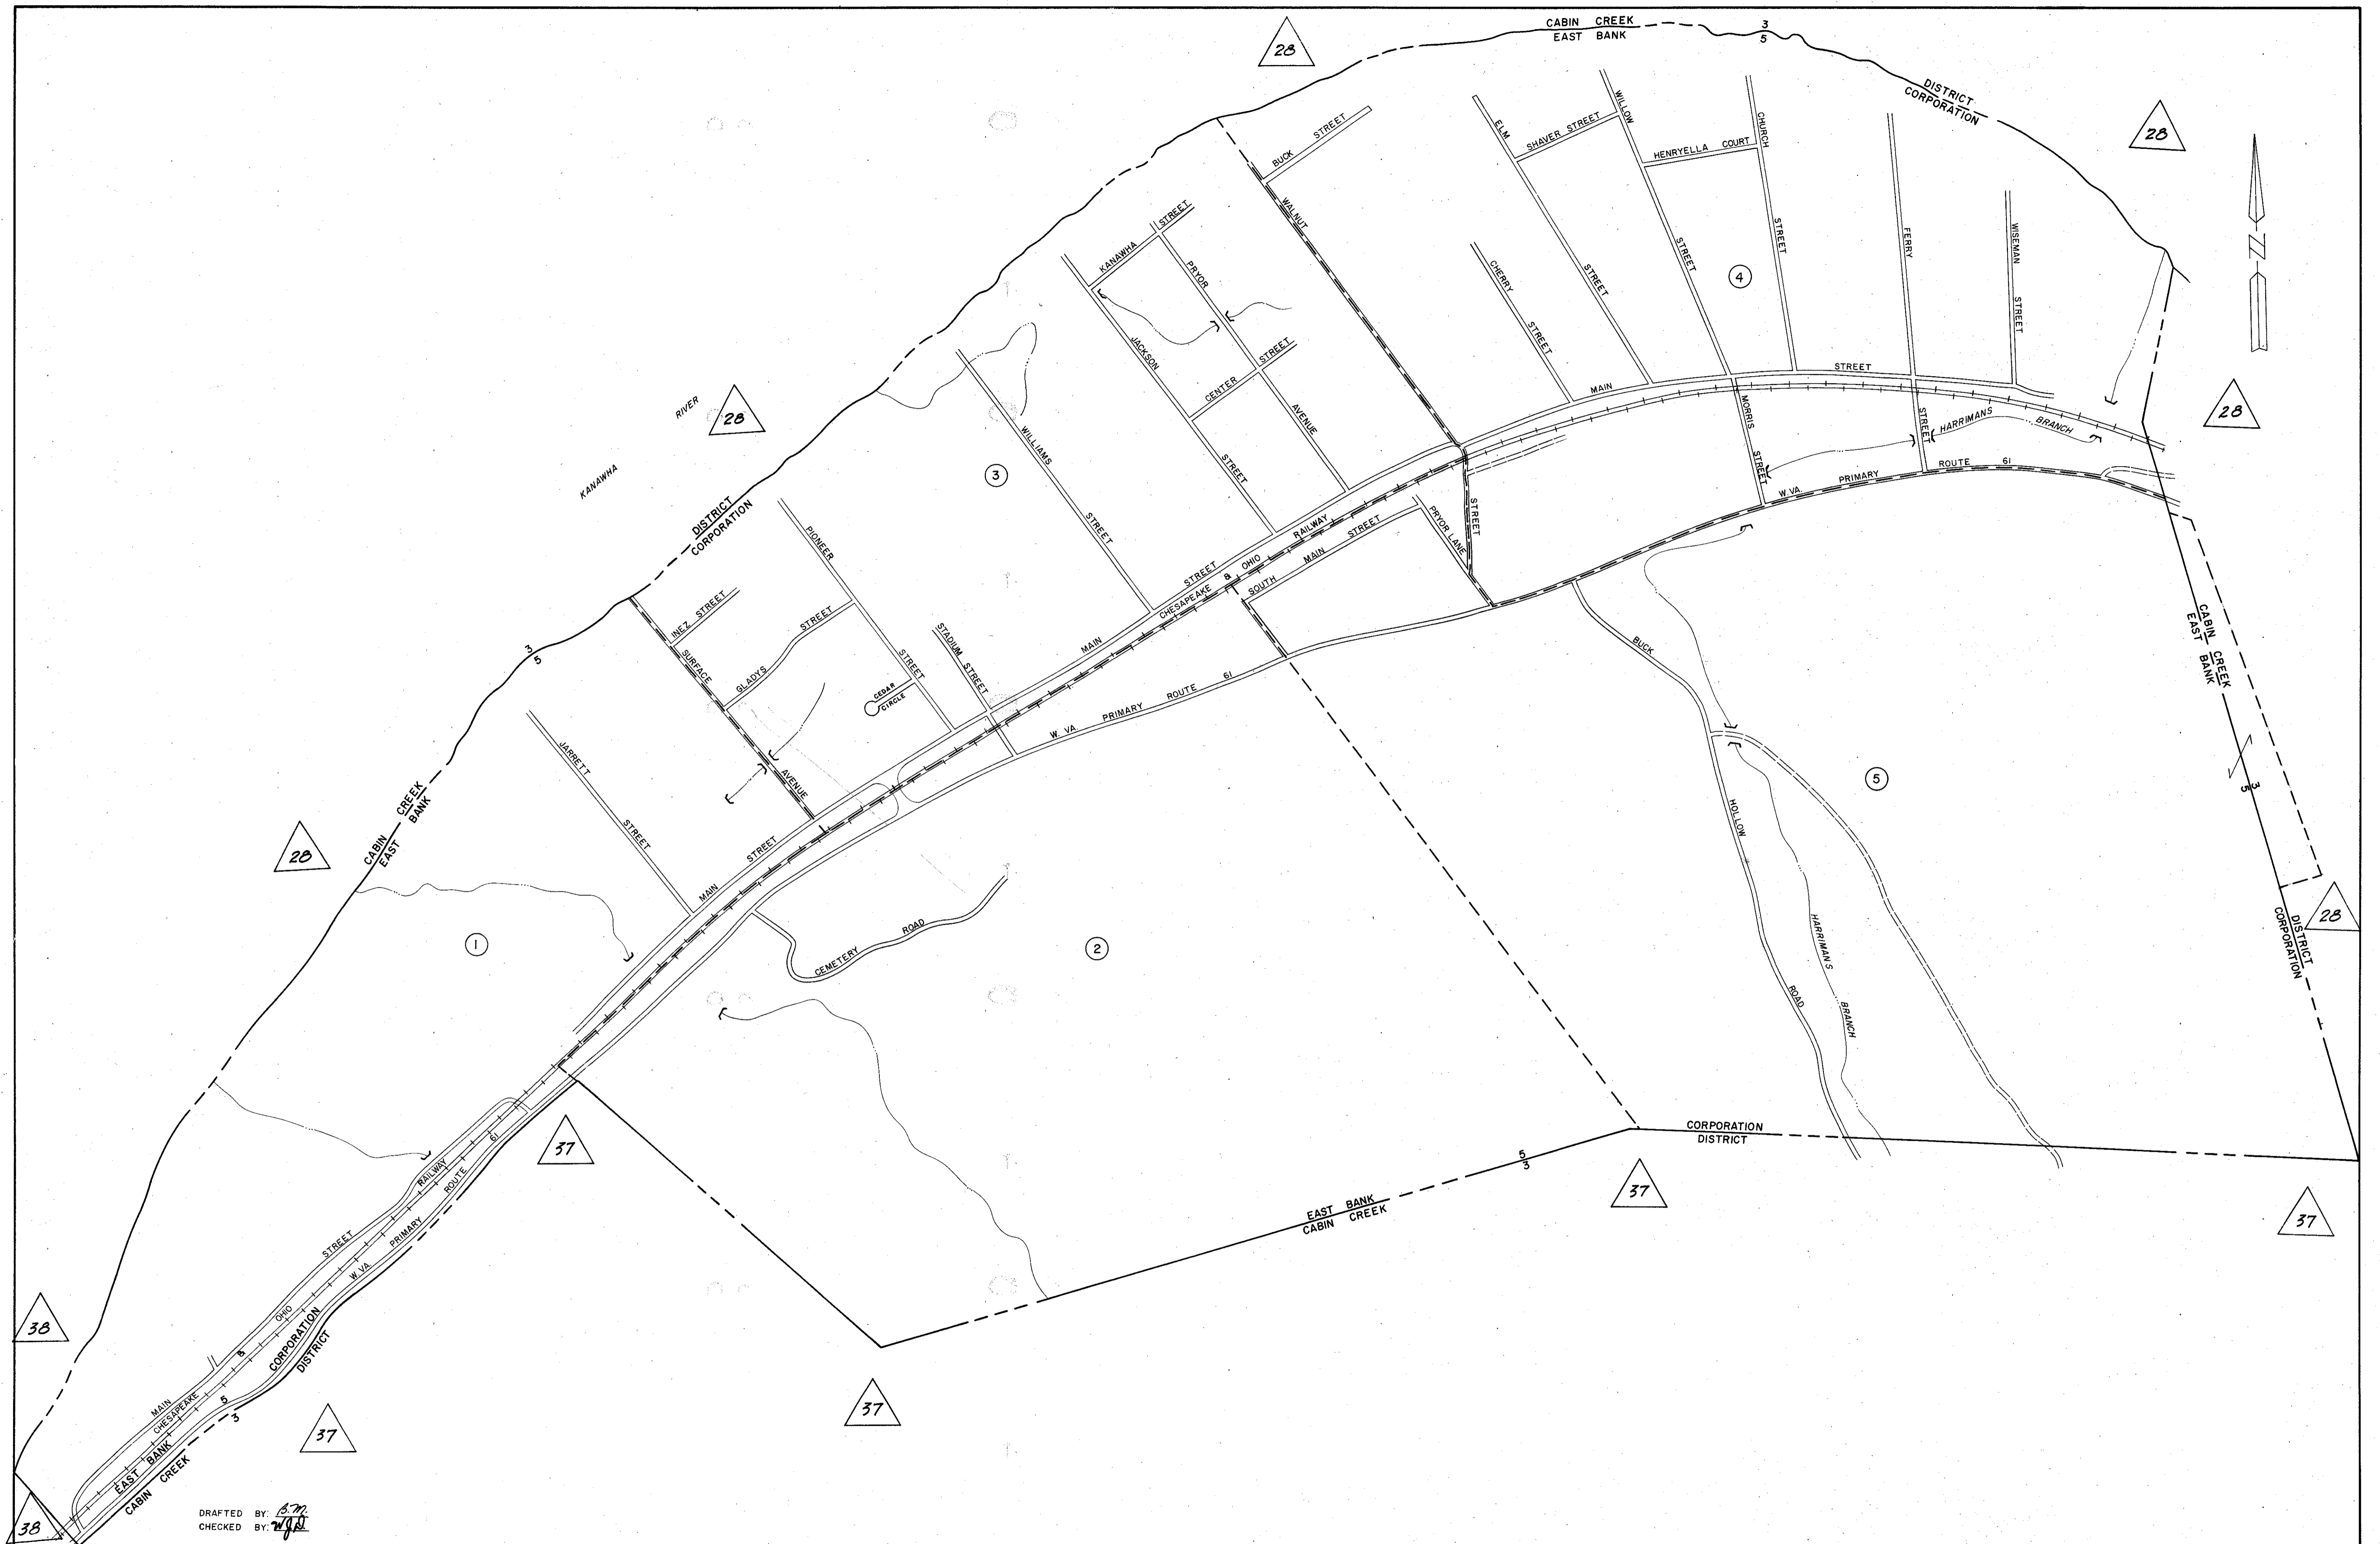 CABIN CREEK
EAST BANK
3
5
28
DISTRICT
CORPORATION
28
28
BUCK STREET
ELM STREET
SHAVER STREET
WILLOW STREET
HENRYELLA COURT
CHURCH STREET
FERRY STREET
WISEMAN STREET
N
WALNUT STREET
KANAWHA STREET
PRYOR AVENUE
CHERRY STREET
4
JACKSON STREET
CENTER STREET
MAIN STREET
MORRIS STREET
HARRIMANS BRANCH
W. VA. PRIMARY ROUTE 61
KANAWHA RIVER
28
DISTRICT
CORPORATION
3
WILLIAMS STREET
PIONEER STREET
INEZ STREET
SURFACE AVENUE
GLADYS STREET
CEDAR
CIRCLE
STADIUM STREET
MAIN STREET
CHESAPEAKE & OHIO RAILWAY
SOUTH MAIN STREET
PRYOR LANE
W. VA. PRIMARY ROUTE 61
BUCK HOLLOW ROAD
5
HARRIMANS BRANCH
CABIN CREEK
EAST BANK
3
5
DISTRICT
CORPORATION
28
3
5
CABIN CREEK
EAST BANK
28
JARRETT STREET
MAIN STREET
1
CEMETERY ROAD
2
37
CORPORATION
DISTRICT
5
3
EAST BANK
CABIN CREEK
37
37
37
38
MAIN STREET
CHESAPEAKE & OHIO RAILWAY
W. VA. PRIMARY ROUTE 61
CORPORATION
DISTRICT
5
3
EAST BANK
CABIN CREEK
37
38
DRAFTED BY: B.M.
CHECKED BY: W.J.D.